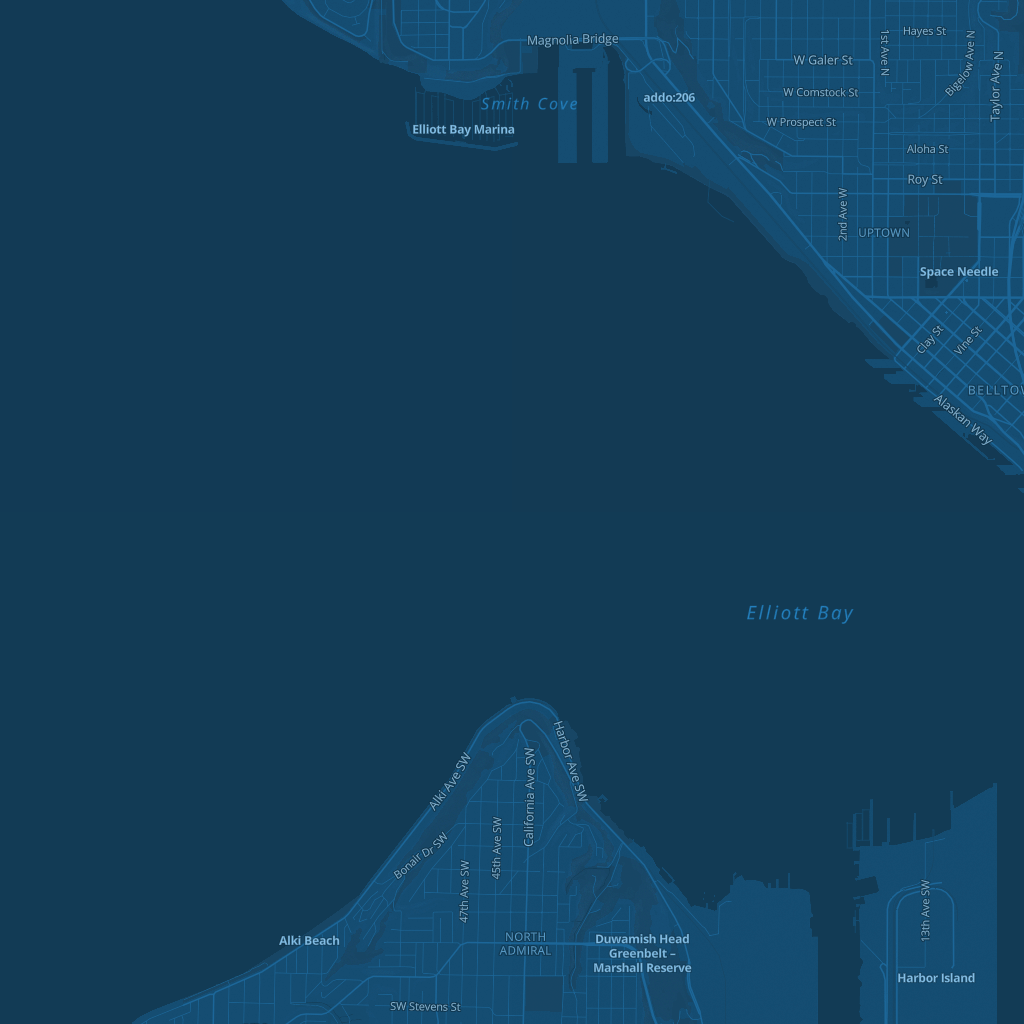 Hayes St
Magnolia Bridge
1st Ave N
Bigelow Ave N
Taylor Ave N
W Galer St
W Comstock St
addo:206
Smith Cove
Elliott Bay Marina
W Prospect St
Aloha St
Roy St
2nd Ave W
UPTOWN
Space Needle
Clay St
Vine St
BELLTOW
Alaskan Way
Elliott Bay
Harbor Ave SW
Alki Ave SW
California Ave SW
45th Ave SW
Bonair Dr SW
47th Ave SW
13th Ave SW
Alki Beach
NORTH
ADMIRAL
Duwamish Head
Greenbelt –
Marshall Reserve
Harbor Island
SW Stevens St